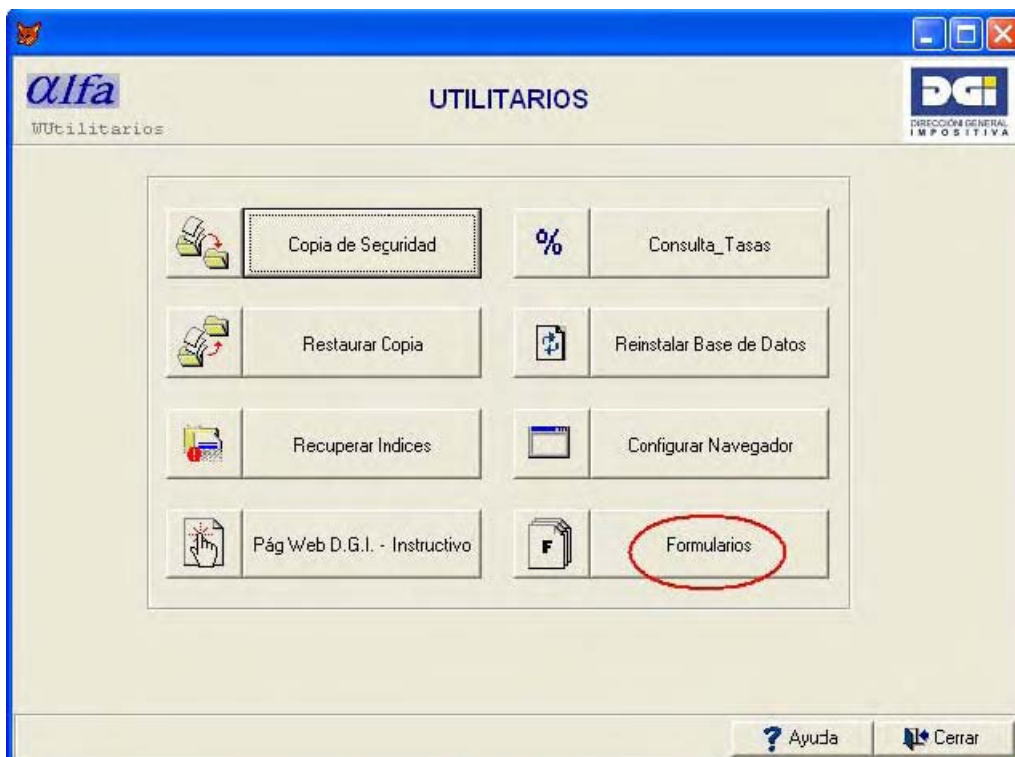 αlfa
UTILITARIOS
DGI
DIRECCIÓN GENERAL
IMPOSITIVA
WUtilitarios
Copia de Seguridad
% Consulta_Tasas
Restaurar Copia
Reinstalar Base de Datos
Recuperar Indices
Configurar Navegador
Pág Web D.G.I. - Instructivo
F Formularios
? Ayuda
Cerrar